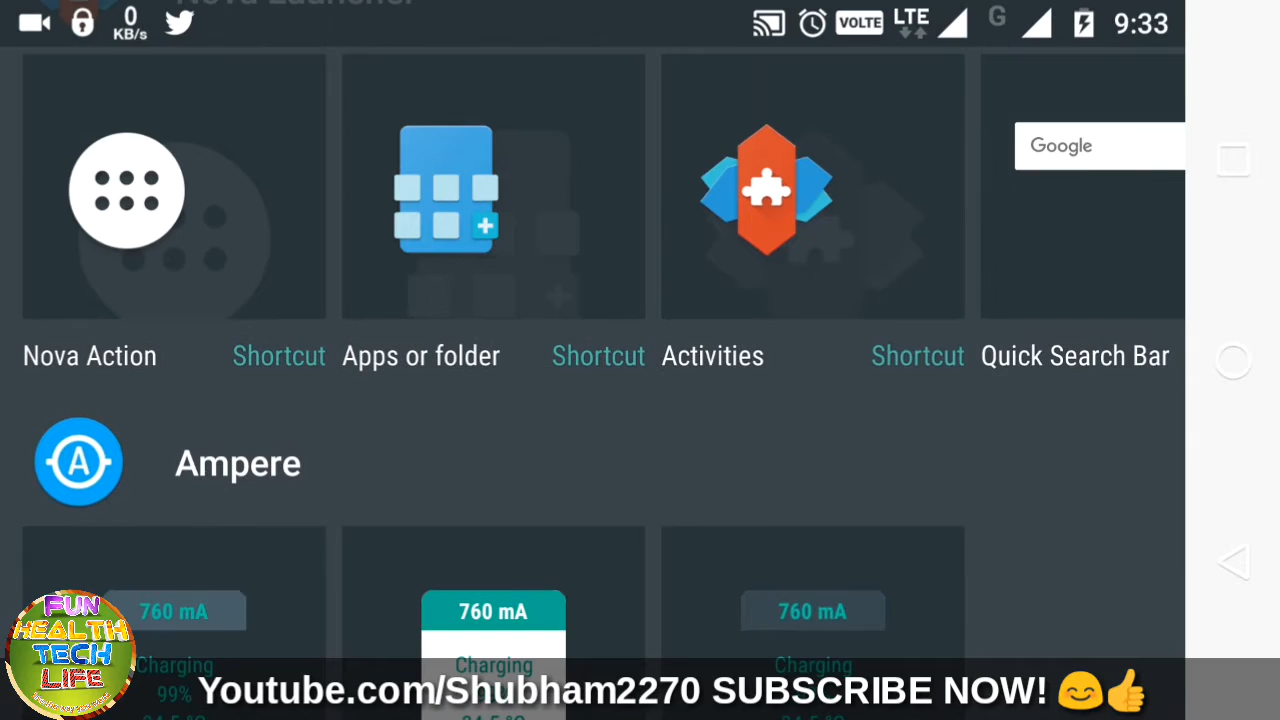 Nova Launcher
0
KB/s
VOLTE
LTE
G
9:33
Google
Nova Action
Shortcut
Apps or folder
Shortcut
Activities
Shortcut
Quick Search Bar
A
Ampere
760 mA
760 mA
760 mA
Charging
Charging
Charging
99%
FUN
HEALTH
TECH
LIFE
Youtube.com/Shubham2270 SUBSCRIBE NOW! 😊👍